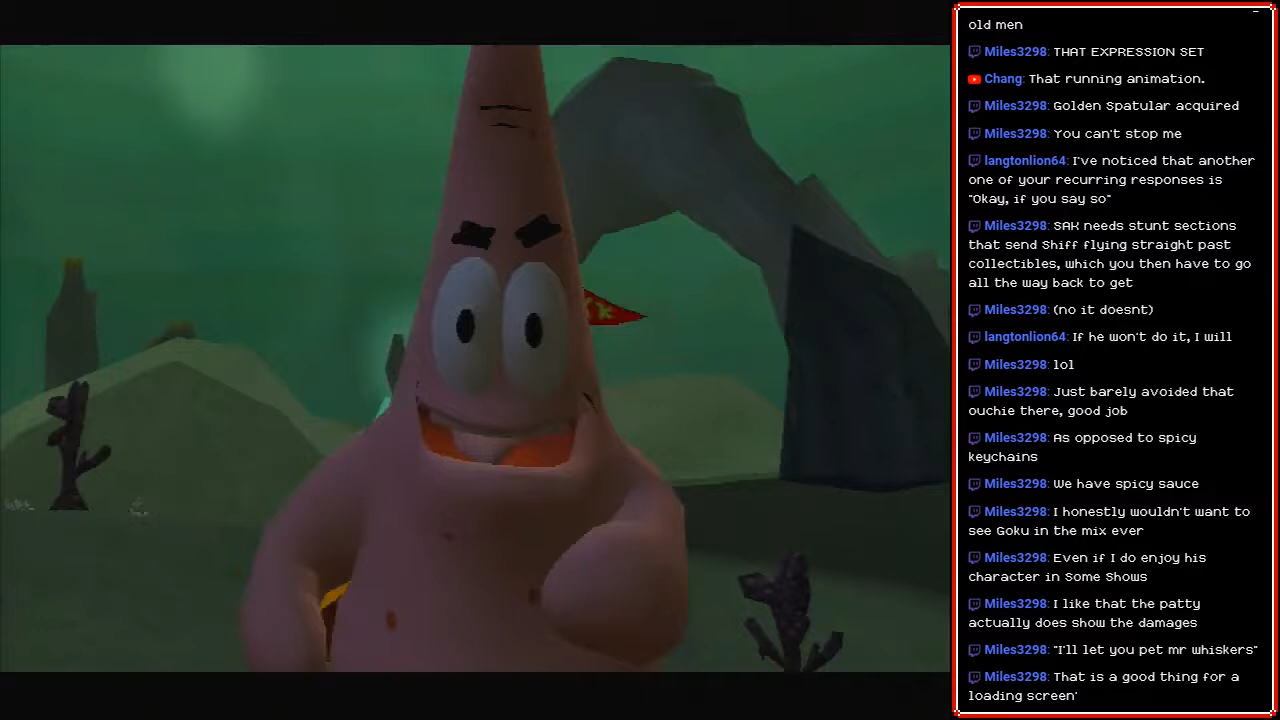 old men
Miles3298: THAT EXPRESSION SET
Chang: That running animation.
Miles3298: Golden Spatular acquired
Miles3298: You can't stop me
langtonlion64: I've noticed that another
one of your recurring responses is
"Okay, if you say so"
Miles3298: SAK needs stunt sections
that send Shiff flying straight past
collectibles, which you then have to go
all the way back to get
Miles3298: (no it doesnt)
langtonlion64: If he won't do it, I will
Miles3298: lol
Miles3298: Just barely avoided that
ouchie there, good job
Miles3298: As opposed to spicy
keychains
Miles3298: We have spicy sauce
Miles3298: I honestly wouldn't want to
see Goku in the mix ever
Miles3298: Even if I do enjoy his
character in Some Shows
Miles3298: I like that the patty
actually does show the damages
Miles3298: "I'll let you pet mr whiskers"
Miles3298: That is a good thing for a
loading screen'